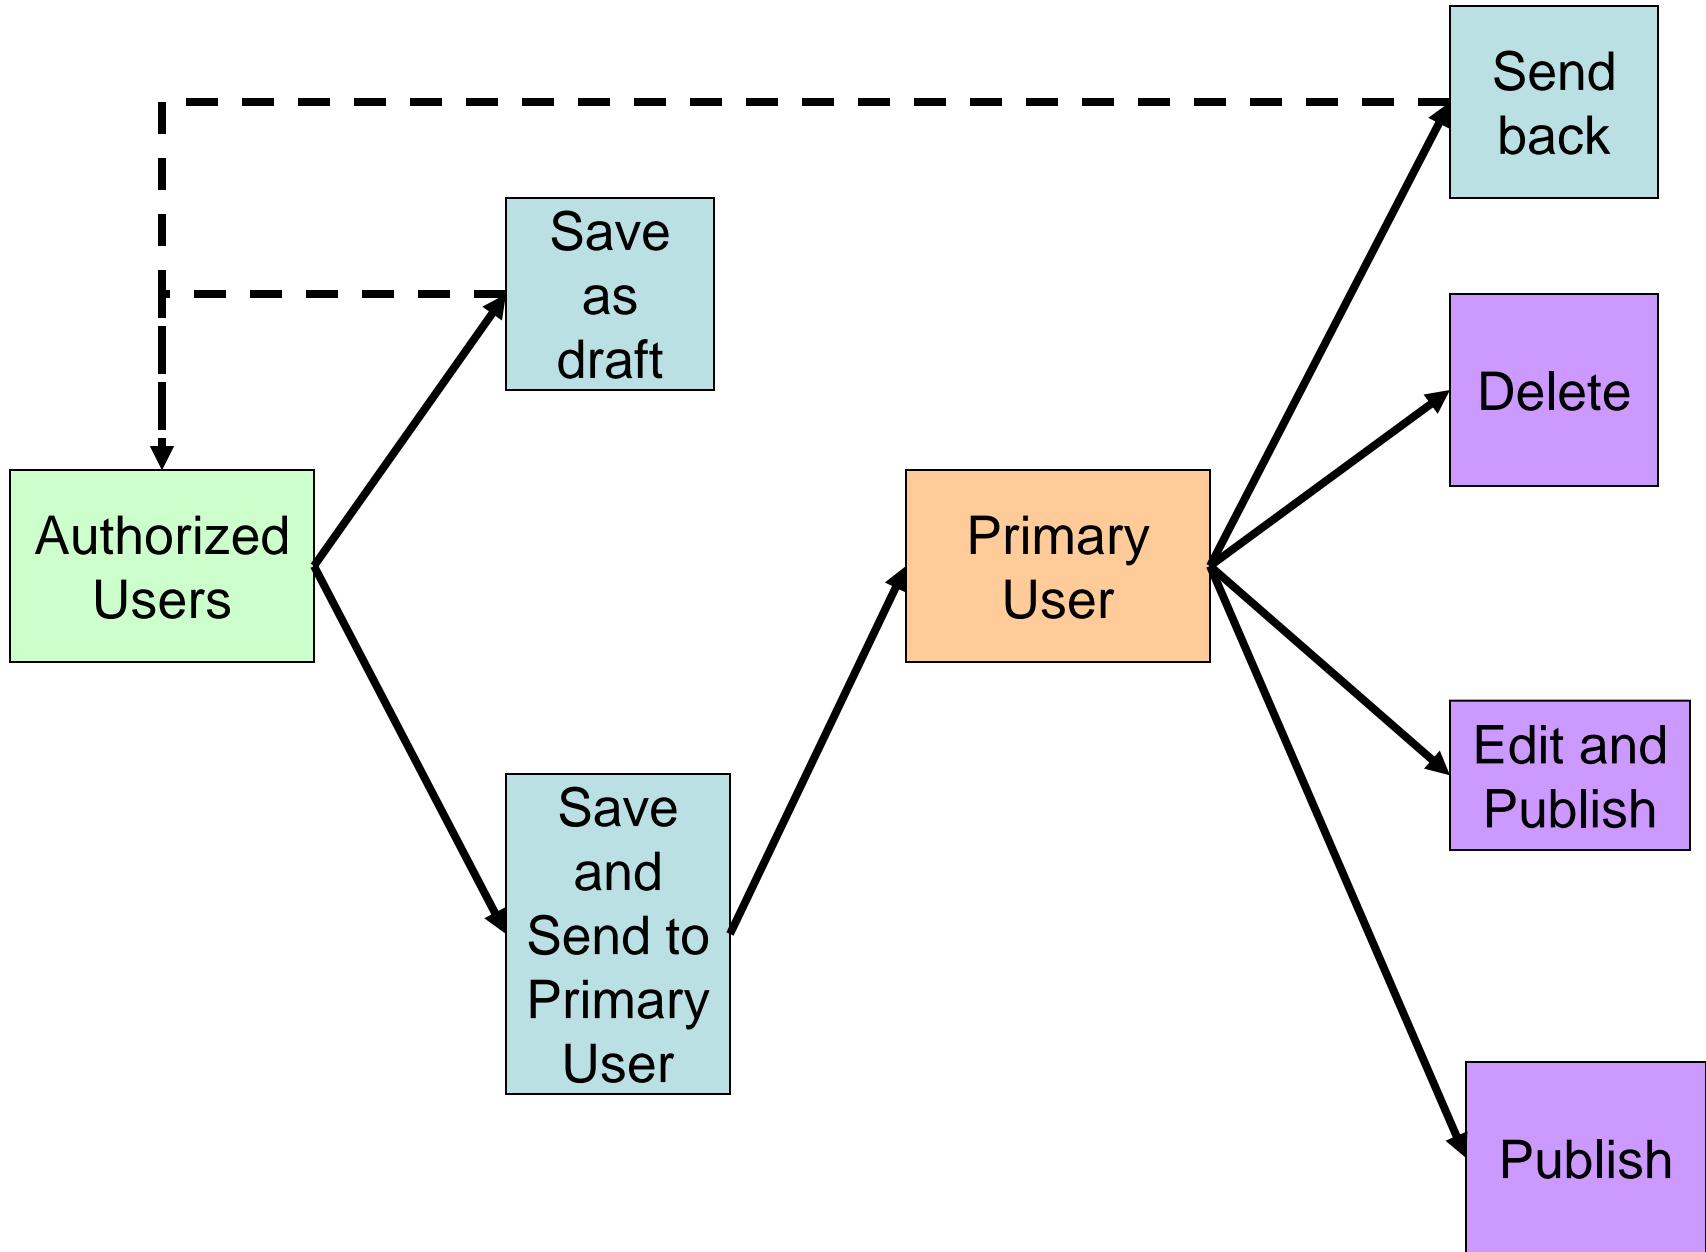 Send
back
Save
as
draft
Delete
Authorized
Users
Primary
User
Edit and
Publish
Save
and
Send to
Primary
User
Publish